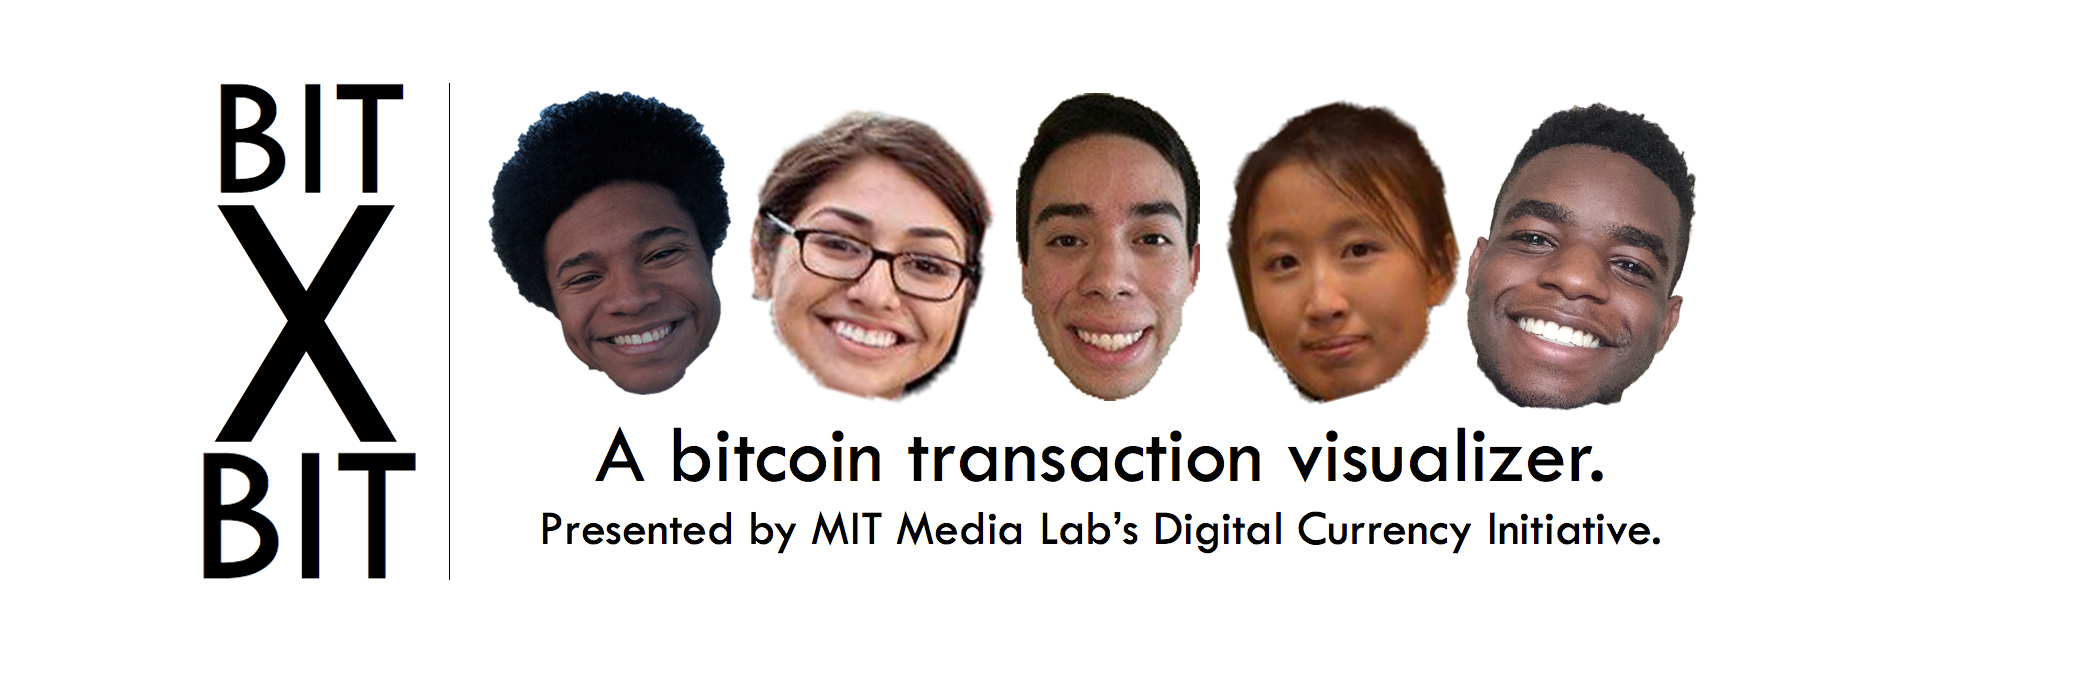 BIT
X
BIT
A bitcoin transaction visualizer.
Presented by MIT Media Lab’s Digital Currency Initiative.